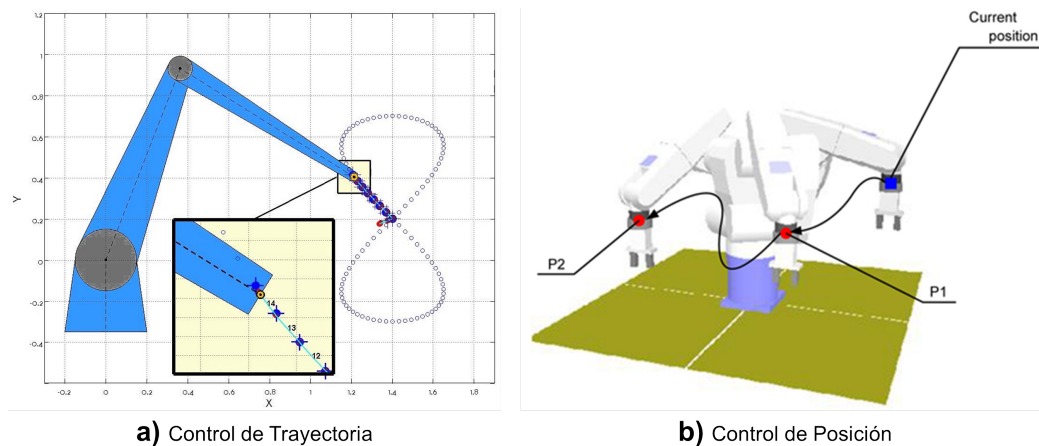 1.2
1
0.8
0.6
0.4
0.2
0
-0.2
-0.4
Y
-0.2 0 0.2 0.4 0.6 0.8 1 1.2 1.4 1.6 1.8
X
14
13
12
a) Control de Trayectoria
Current
position
P2
P1
b) Control de Posición